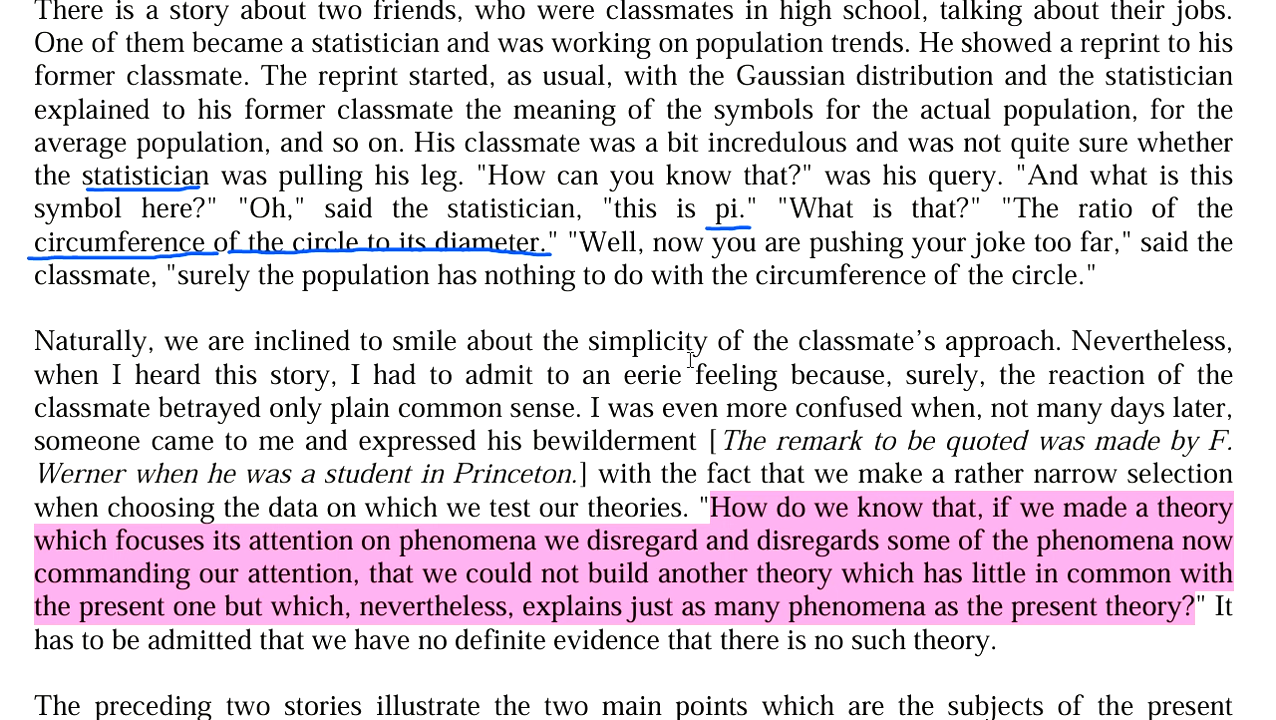 There is a story about two friends, who were classmates in high school, talking about their jobs.
One of them became a statistician and was working on population trends. He showed a reprint to his
former classmate. The reprint started, as usual, with the Gaussian distribution and the statistician
explained to his former classmate the meaning of the symbols for the actual population, for the
average population, and so on. His classmate was a bit incredulous and was not quite sure whether
the statistician was pulling his leg. "How can you know that?" was his query. "And what is this
symbol here?" "Oh," said the statistician, "this is pi." "What is that?" "The ratio of the
circumference of the circle to its diameter." "Well, now you are pushing your joke too far," said the
classmate, "surely the population has nothing to do with the circumference of the circle."
Naturally, we are inclined to smile about the simplicity of the classmate's approach. Nevertheless,
when I heard this story, I had to admit to an eerie feeling because, surely, the reaction of the
classmate betrayed only plain common sense. I was even more confused when, not many days later,
someone came to me and expressed his bewilderment [The remark to be quoted was made by F.
Werner when he was a student in Princeton.] with the fact that we make a rather narrow selection
when choosing the data on which we test our theories. "How do we know that, if we made a theory
which focuses its attention on phenomena we disregard and disregards some of the phenomena now
commanding our attention, that we could not build another theory which has little in common with
the present one but which, nevertheless, explains just as many phenomena as the present theory?" It
has to be admitted that we have no definite evidence that there is no such theory.
The preceding two stories illustrate the two main points which are the subjects of the present